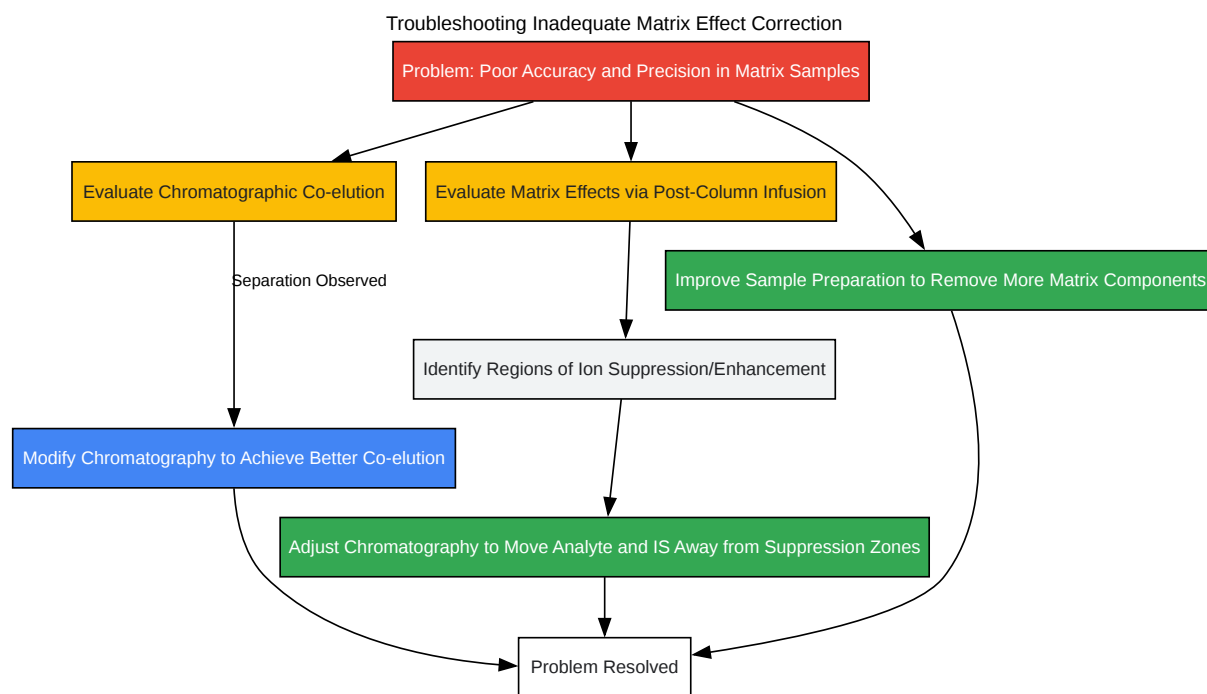 Troubleshooting Inadequate Matrix Effect Correction
Problem: Poor Accuracy and Precision in Matrix Samples
Evaluate Chromatographic Co-elution
Evaluate Matrix Effects via Post-Column Infusion
Separation Observed
Improve Sample Preparation to Remove More Matrix Components
Identify Regions of Ion Suppression/Enhancement
Modify Chromatography to Achieve Better Co-elution
Adjust Chromatography to Move Analyte and IS Away from Suppression Zones
Problem Resolved